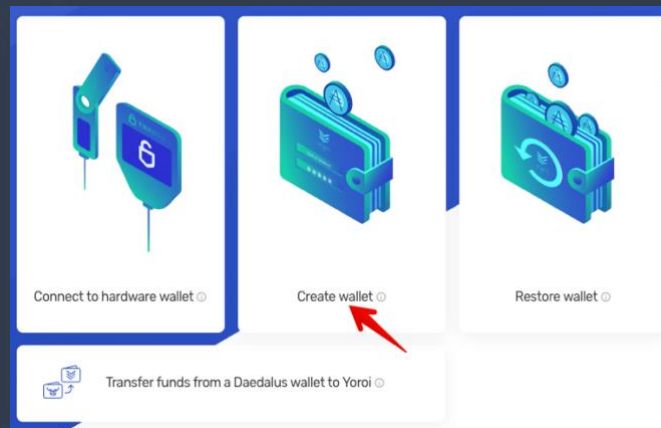 Connect to hardware wallet
Create wallet
Restore wallet
Transfer funds from a Daedalus wallet to Yoroi